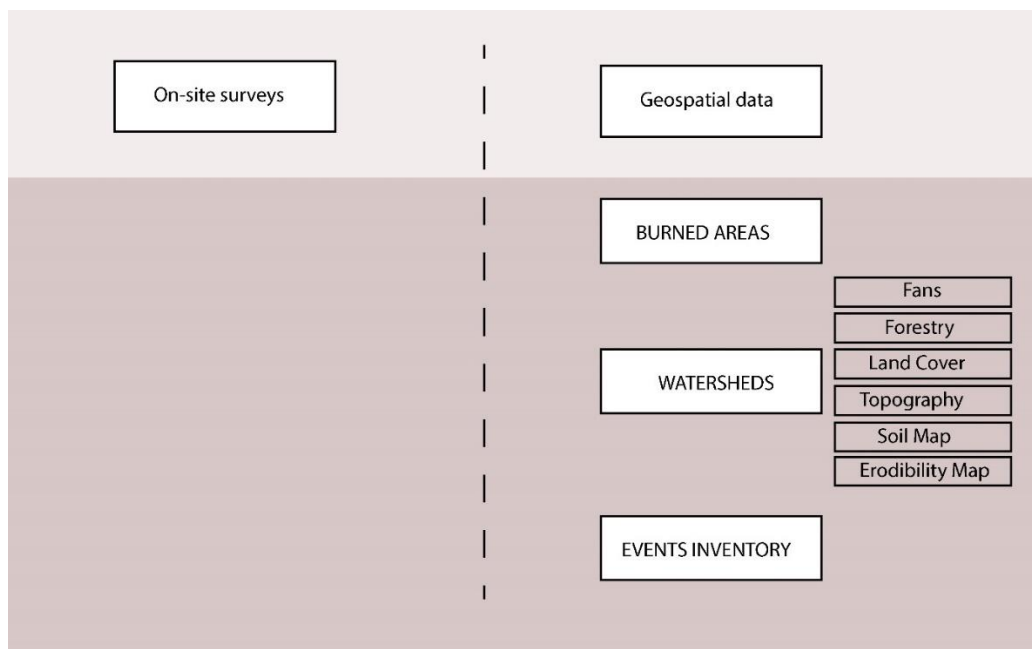 On-site surveys
Geospatial data
BURNED AREAS
Fans
Forestry
Land Cover
WATERSHEDS
Topography
Soil Map
Erodibility Map
EVENTS INVENTORY